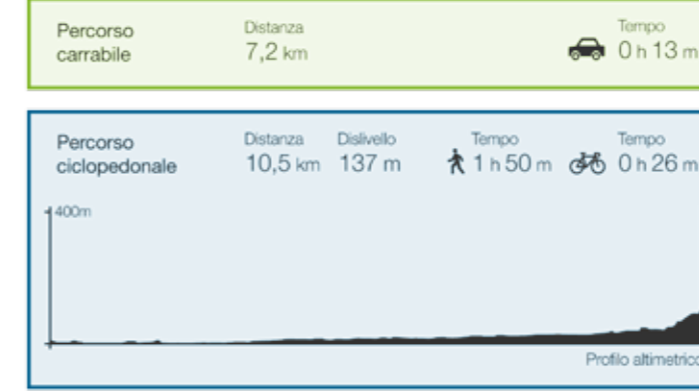 Percorso
carrabile
Distanza
7,2 km
Tempo
0 h 13 m
Percorso
ciclopedonale
Distanza
10,5 km
Dislivello
137 m
Tempo
1 h 50 m
Tempo
0 h 26 m
400m
Profilo altimetrico